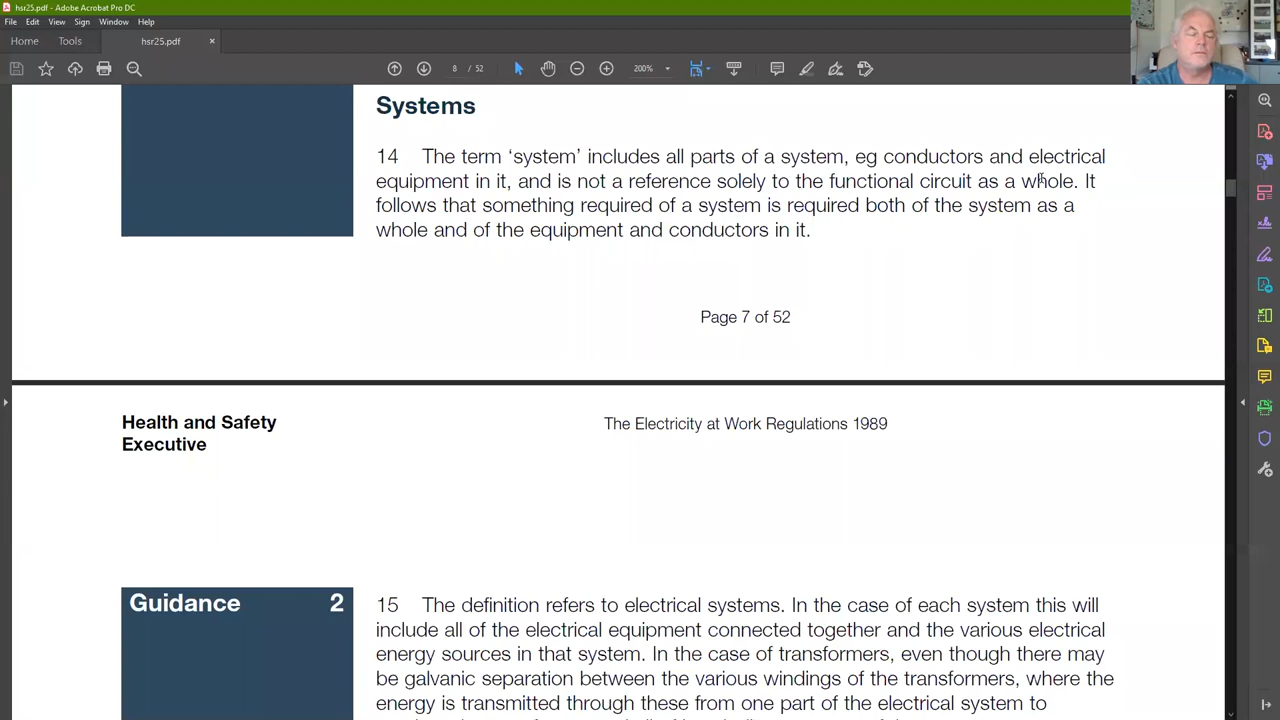 hsr25.pdf - Adobe Acrobat Pro DC
File Edit View Sign Window Help
Home Tools hsr25.pdf ×
8 / 52 200%
Systems
14 The term ‘system’ includes all parts of a system, eg conductors and electrical
equipment in it, and is not a reference solely to the functional circuit as a whole. It
follows that something required of a system is required both of the system as a
whole and of the equipment and conductors in it.
Page 7 of 52
Health and Safety
Executive
The Electricity at Work Regulations 1989
Guidance 2
15 The definition refers to electrical systems. In the case of each system this will
include all of the electrical equipment connected together and the various electrical
energy sources in that system. In the case of transformers, even though there may
be galvanic separation between the various windings of the transformers, where the
energy is transmitted through these from one part of the electrical system to